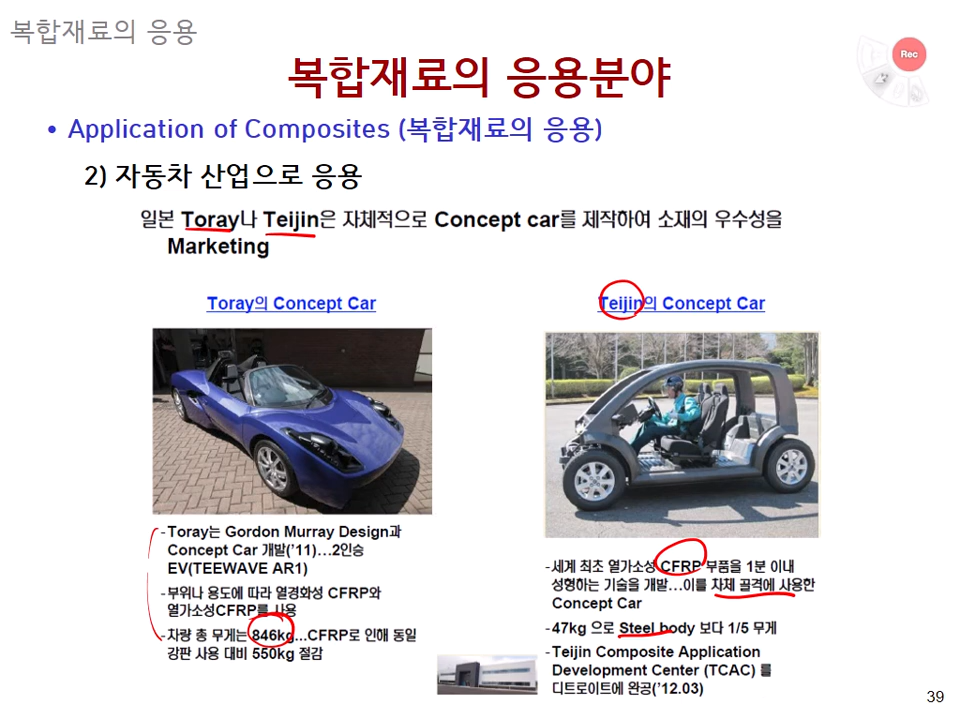 복합재료의 응용
Rec
복합재료의 응용분야
• Application of Composites (복합재료의 응용)
2) 자동차 산업으로 응용
일본 Toray나 Teijin은 자체적으로 Concept car를 제작하여 소재의 우수성을
Marketing
Toray의 Concept Car
-Toray는 Gordon Murray Design과
Concept Car 개발('11)...2인승
EV(TEEWAVE AR1)
-부위나 용도에 따라 열경화성 CFRP와
열가소성CFRP를 사용
-차량 총 무게는 846kg...CFRP로 인해 동일
강판 사용 대비 550kg 절감
Teijin의 Concept Car
-세계 최초 열가소성 CFRP 부품을 1분 이내
성형하는 기술을 개발...이를 차체 골격에 사용한
Concept Car
-47kg 으로 Steel body 보다 1/5 무게
-Teijin Composite Application
Development Center (TCAC) 를
디트로이트에 완공('12.03)
39